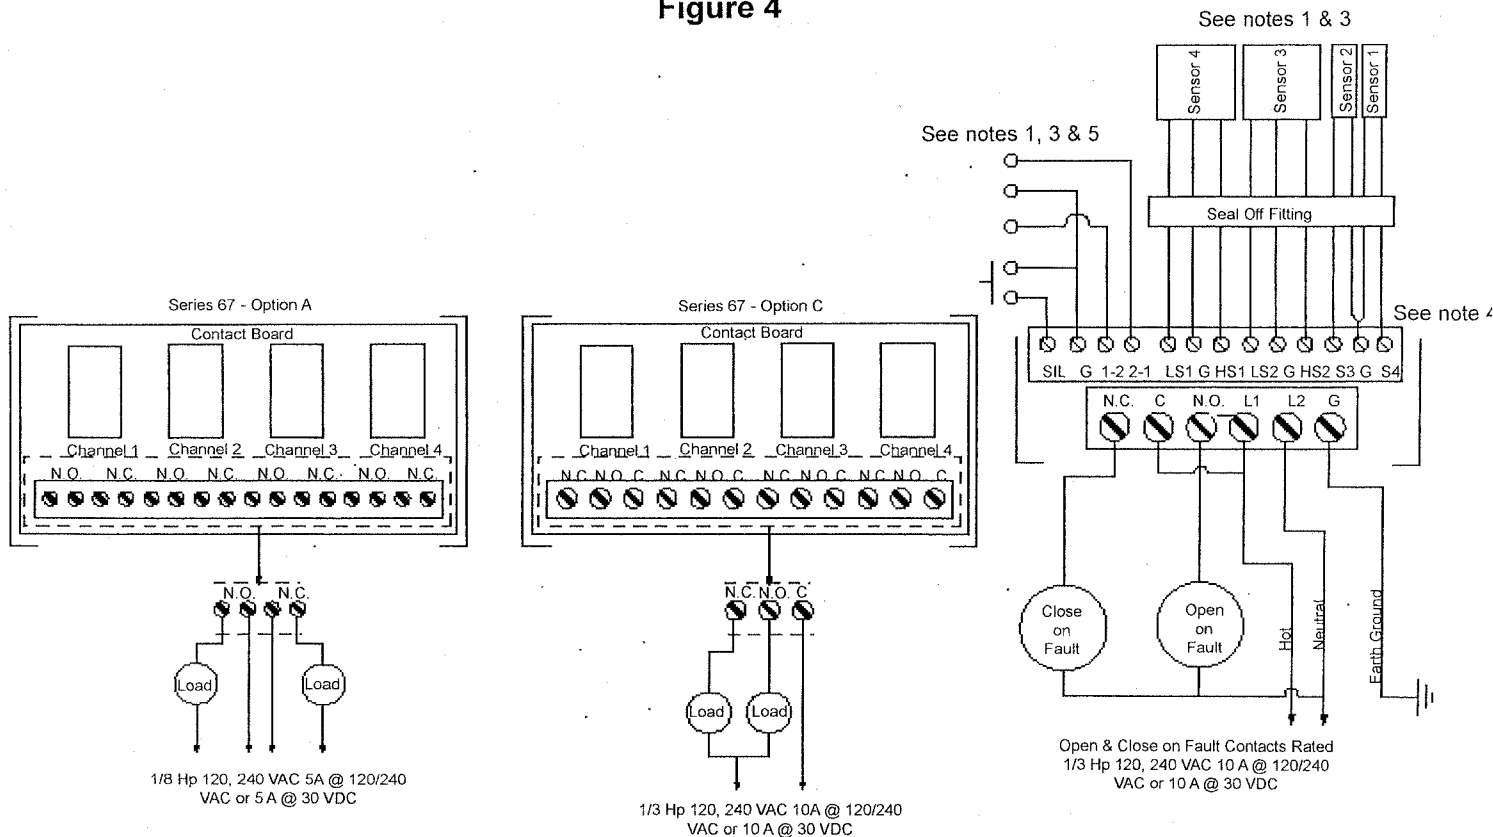 Figure 4
See notes 1 & 3
Sensor 4
Sensor 3
Sensor 2
Sensor 1
See notes 1, 3 & 5
Seal Off Fitting
See note 4
SIL G 1-2 2-1 LS1 G HS1 LS2 G HS2 S3 G S4
N.C. C N.O. L1 L2 G
Close
on
Fault
Open
on
Fault
Hot
Neutral
Earth Ground
Open & Close on Fault Contacts Rated
1/3 Hp 120, 240 VAC 10 A @ 120/240
VAC or 10 A @ 30 VDC
Series 67 - Option A
Contact Board
Channel 1 Channel 2 Channel 3 Channel 4
N.O. N.C. N.O. N.C. N.O. N.C. N.O. N.C.
N.O. N.C.
Load Load
1/8 Hp 120, 240 VAC 5A @ 120/240
VAC or 5 A @ 30 VDC
Series 67 - Option C
Contact Board
Channel 1 Channel 2 Channel 3 Channel 4
N.C. N.O. C N.C. N.O. C N.C. N.O. C N.C. N.O. C
N.C. N.O. C
Load Load
1/3 Hp 120, 240 VAC 10A @ 120/240
VAC or 10 A @ 30 VDC